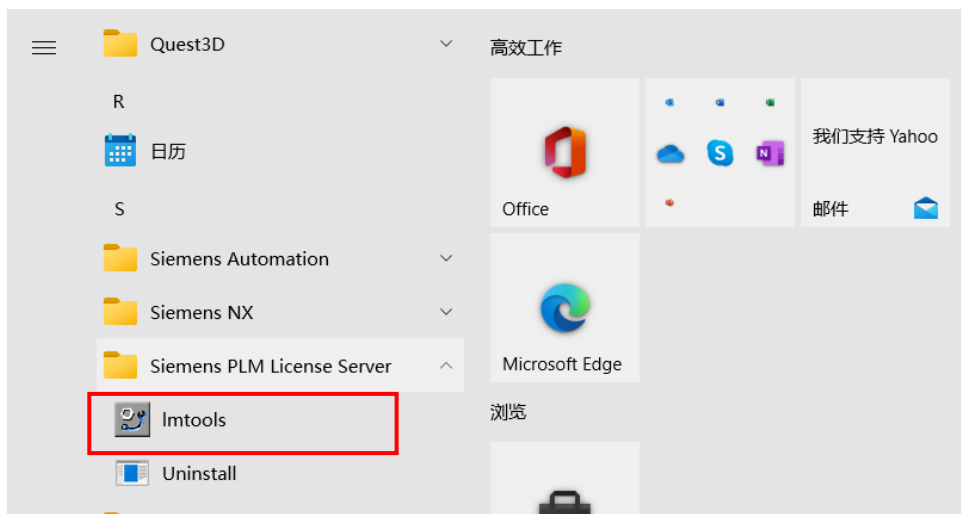 Quest3D
R
日历
S
Siemens Automation
Siemens NX
Siemens PLM License Server
lmtools
Uninstall
高效工作
Office
我们支持 Yahoo
邮件
Microsoft Edge
浏览